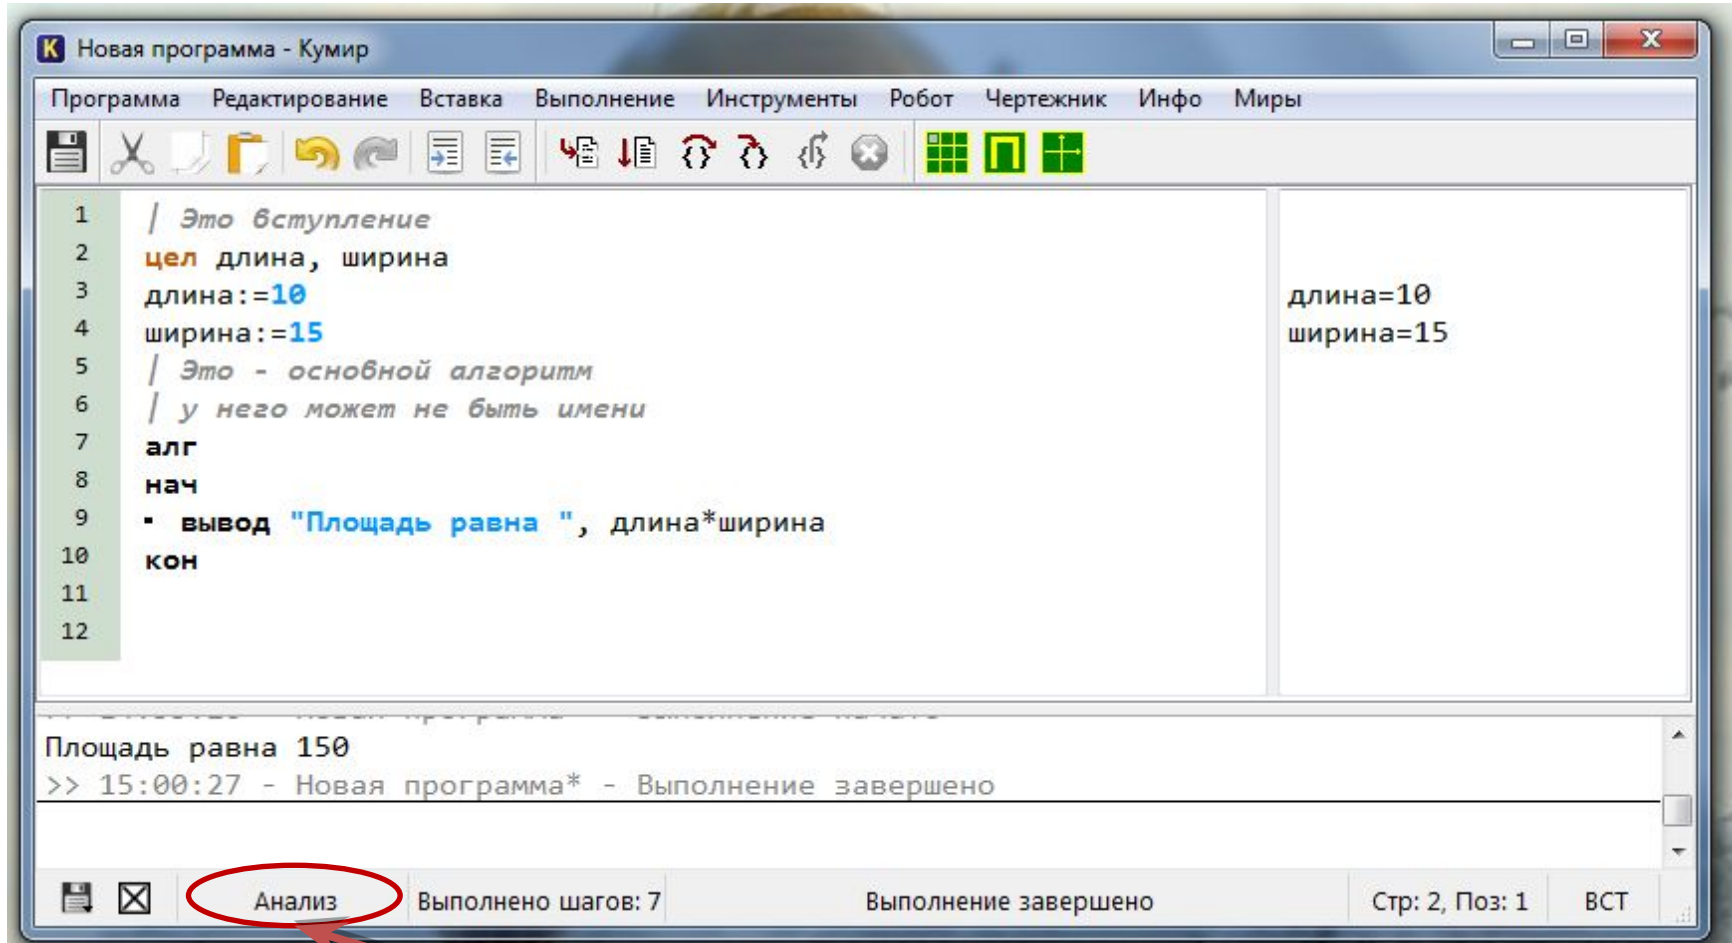 Новая программа - Кумир
Программа Редактирование Вставка Выполнение Инструменты Робот Чертежник Инфо Миры
1 | Это вступление
2 цел длина, ширина
3 длина:=10 длина=10
4 ширина:=15 ширина=15
5 | Это - основной алгоритм
6 | у него может не быть имени
7 алг
8 нач
9 ▪ вывод "Площадь равна ", длина*ширина
10 кон
11
12
Площадь равна 150
>> 15:00:27 - Новая программа* - Выполнение завершено
Анализ Выполнено шагов: 7 Выполнение завершено Стр: 2, Поз: 1 ВСТ